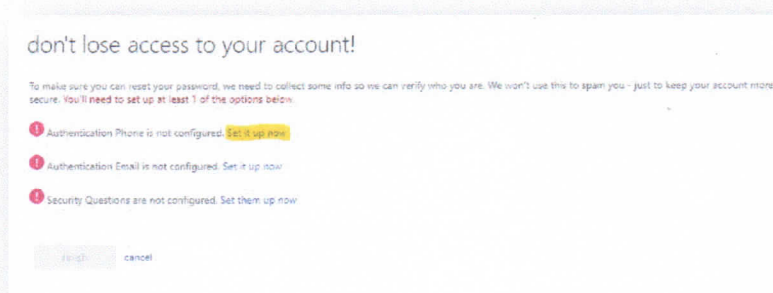 don't lose access to your account!
To make sure you can reset your password, we need to collect some info so we can verify who you are. We won't use this to spam you - just to keep your account more
secure. You'll need to set up at least 1 of the options below.
Authentication Phone is not configured. Set it up now
Authentication Email is not configured. Set it up now
Security Questions are not configured. Set them up now
cancel